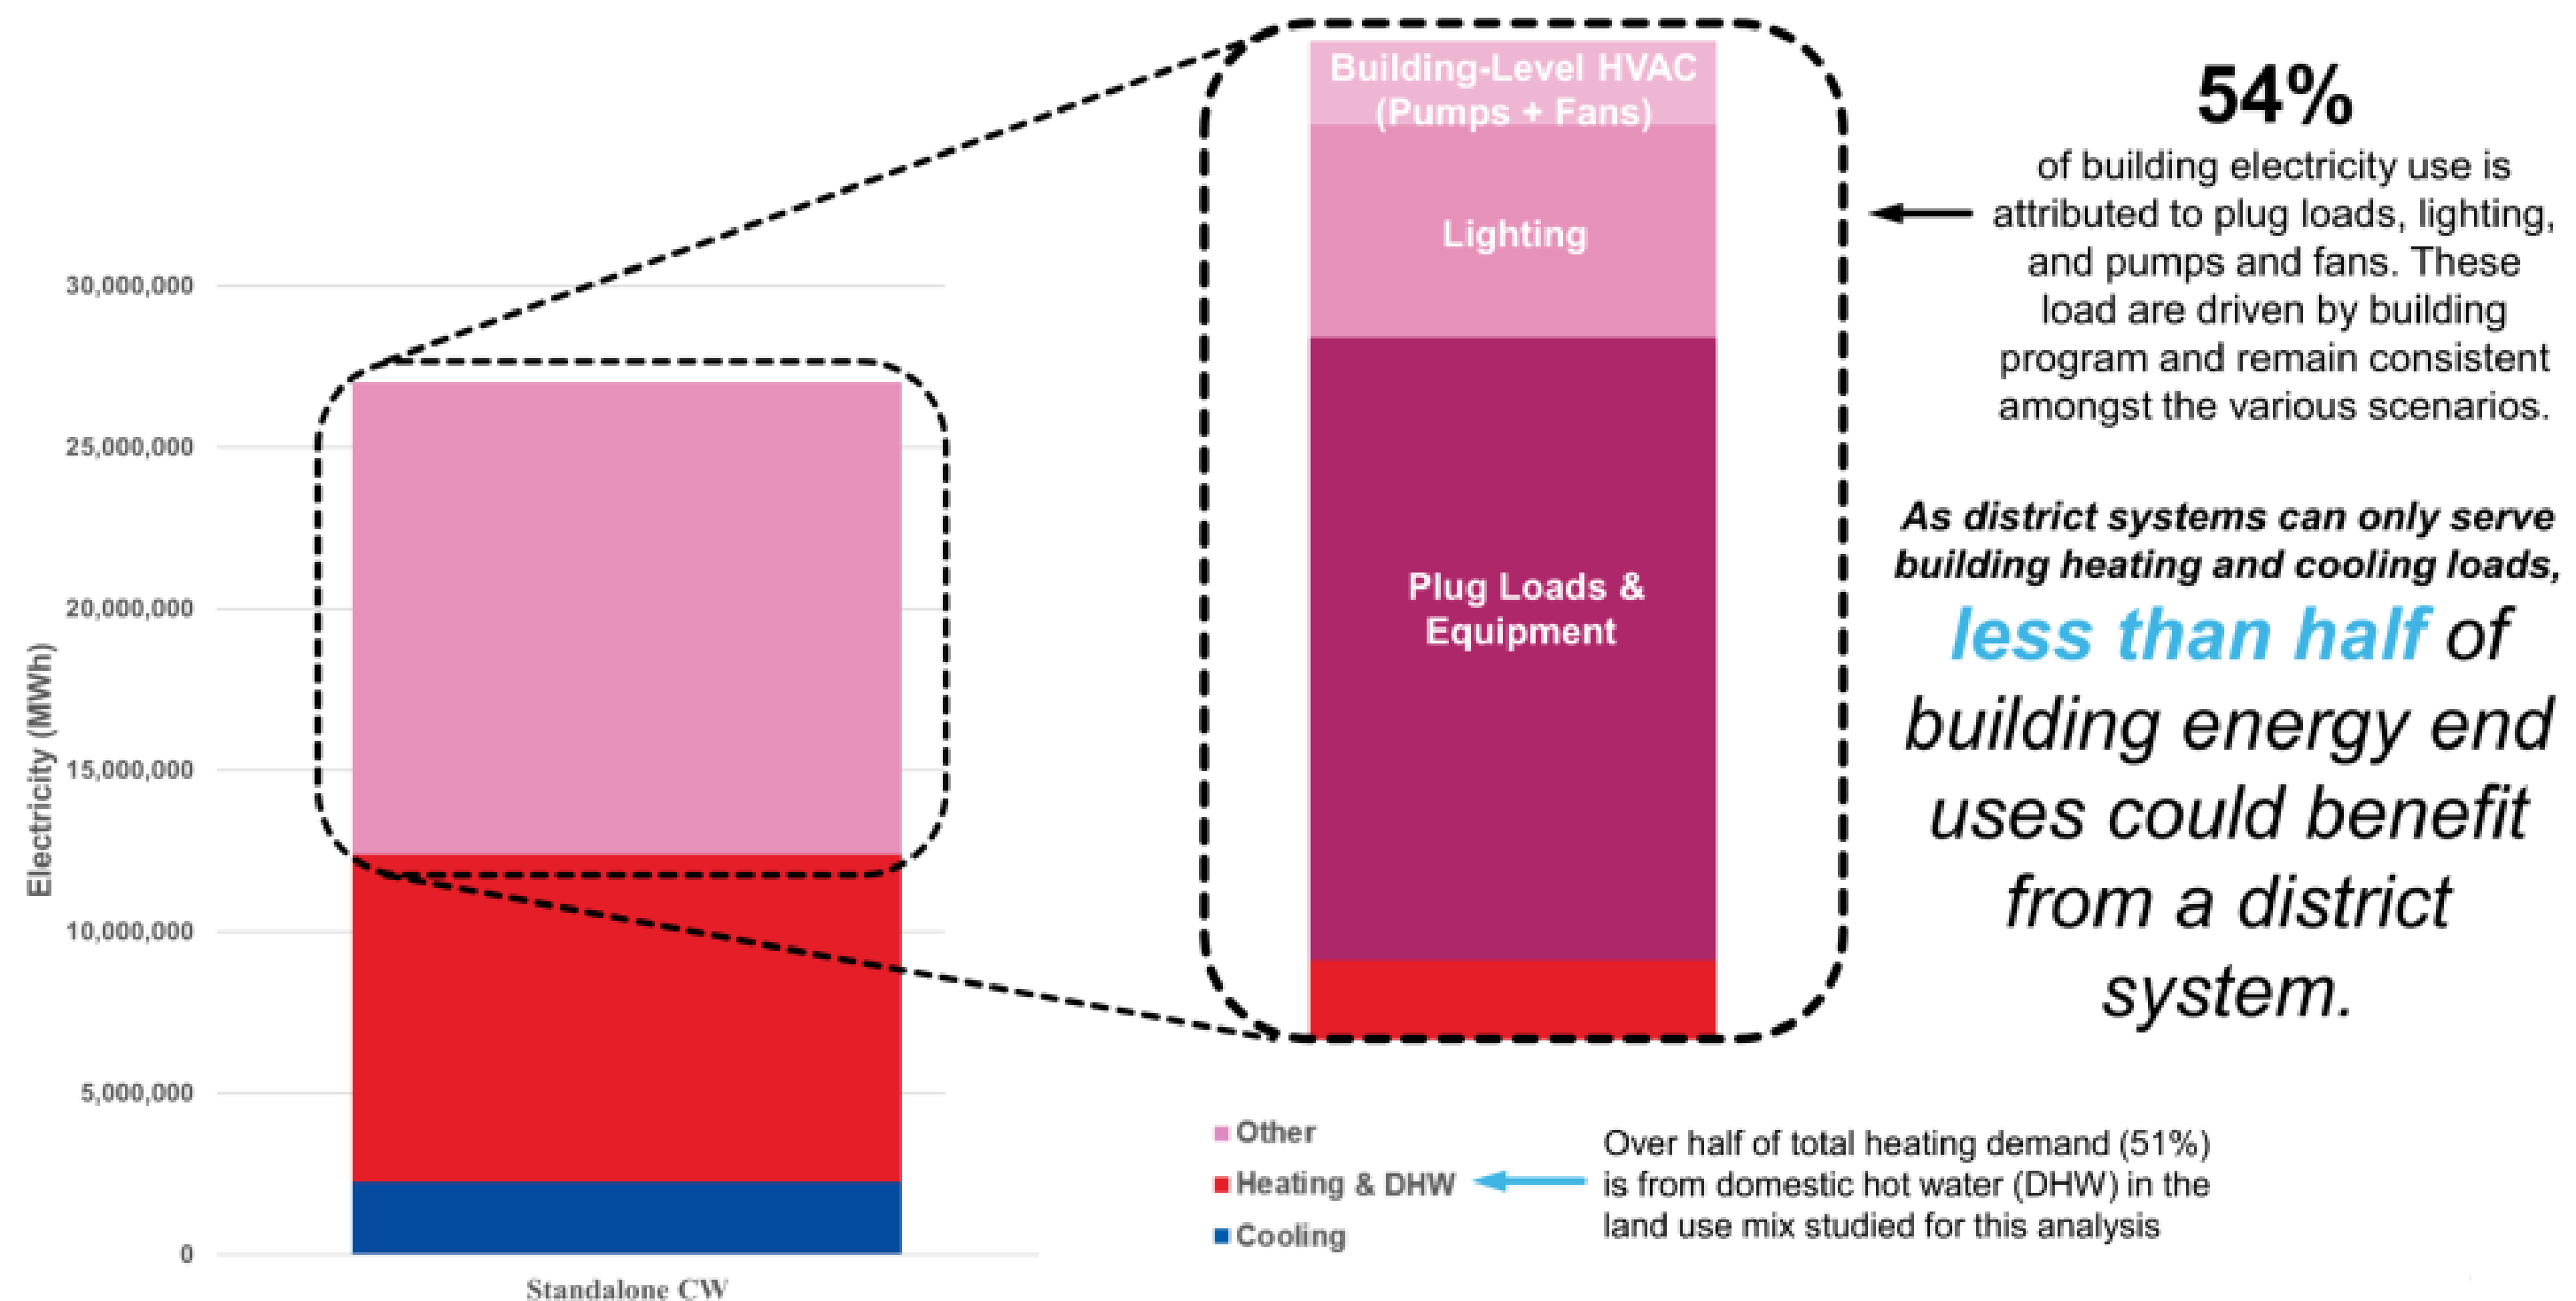 Building-Level HVAC
(Pumps + Fans)
Lighting
Plug Loads &
Equipment
54%
of building electricity use is
attributed to plug loads, lighting,
and pumps and fans. These
load are driven by building
program and remain consistent
amongst the various scenarios.
As district systems can only serve
building heating and cooling loads,
less than half of
building energy end
uses could benefit
from a district
system.
Electricity (MWh)
30,000,000
25,000,000
20,000,000
15,000,000
10,000,000
5,000,000
0
Standalone CW
Other
Heating & DHW
Cooling
Over half of total heating demand (51%)
is from domestic hot water (DHW) in the
land use mix studied for this analysis